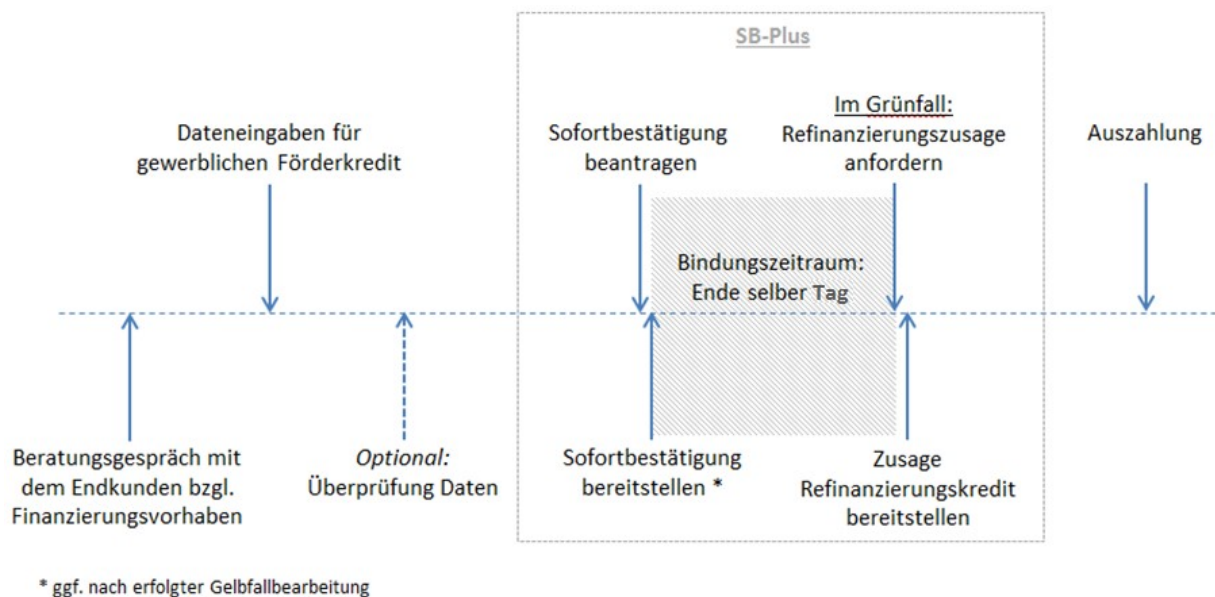 SB-Plus
Dateneingaben für
gewerblichen Förderkredit
Sofortbestätigung
beantragen
Im Grünfall:
Refinanzierungszusage
anfordern
Auszahlung
Bindungszeitraum:
Ende selber Tag
Beratungsgespräch mit
dem Endkunden bzgl.
Finanzierungsvorhaben
Optional:
Überprüfung Daten
Sofortbestätigung
bereitstellen *
Zusage
Refinanzierungskredit
bereitstellen
* ggf. nach erfolgter Gelbfallbearbeitung